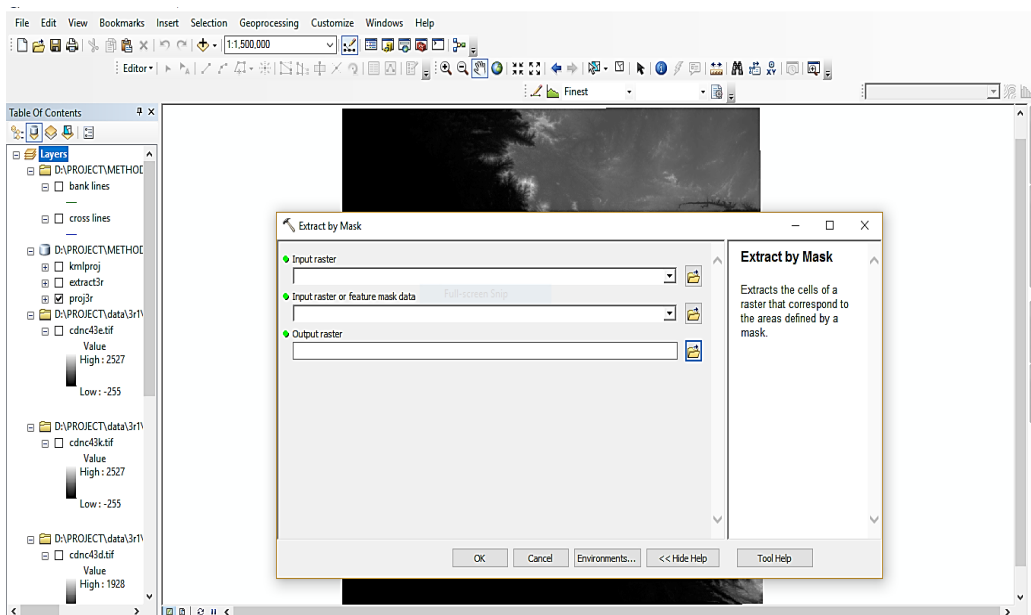 File Edit View Bookmarks Insert Selection Geoprocessing Customize Windows Help
1:1,500,000
Editor
Finest
Table Of Contents
Layers
D:\PROJECT\METHOD
bank lines
cross lines
D:\PROJECT\METHOD
kmlproj
extract3r
proj3r
D:\PROJECT\data\3r1\
cdnc43e.tif
Value
High : 2527
Low : -255
D:\PROJECT\data\3r1\
cdnc43k.tif
Value
High : 2527
Low : -255
D:\PROJECT\data\3r1\
cdnc43d.tif
Value
High : 1928
Extract by Mask
Input raster
Full-screen Snip
Input raster or feature mask data
Output raster
OK Cancel Environments... << Hide Help Tool Help
Extract by Mask
Extracts the cells of a
raster that correspond to
the areas defined by a
mask.